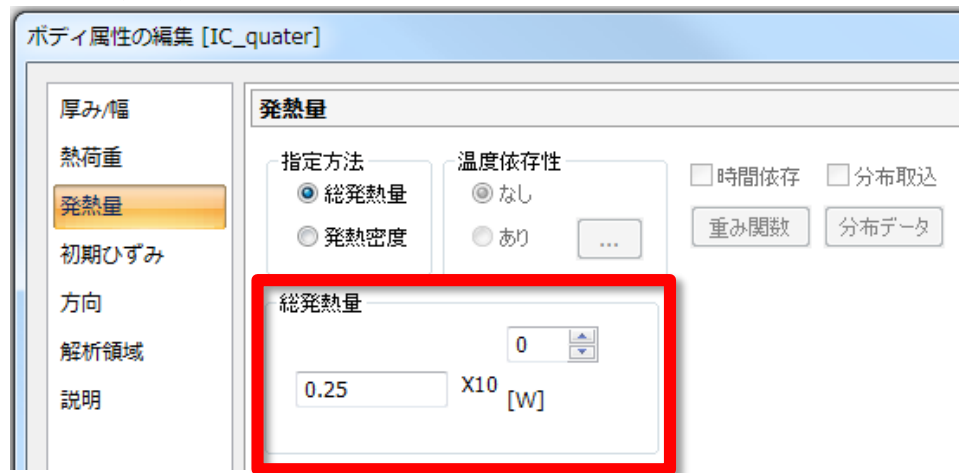 ボディ属性の編集 [IC_quater]
厚み/幅
熱荷重
発熱量
初期ひずみ
方向
解析領域
説明
発熱量
指定方法
総発熱量
発熱密度
温度依存性
なし
あり
...
時間依存 分布取込
重み関数 分布データ
総発熱量
0
0.25 X10
[W]